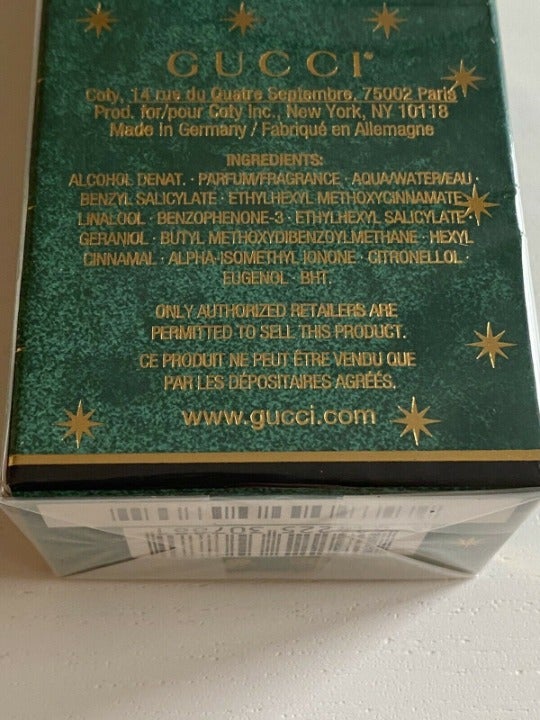 GUCCI
Coty, 14 rue du Quatre Septembre, 75002 Paris
Prod. for/pour Coty Inc., New York, NY 10118
Made in Germany / Fabriqué en Allemagne
INGREDIENTS:
ALCOHOL DENAT. · PARFUM/FRAGRANCE · AQUA/WATER/EAU ·
BENZYL SALICYLATE · ETHYLHEXYL METHOXYCINNAMATE
LINALOOL · BENZOPHENONE-3 · ETHYLHEXYL SALICYLATE
GERANIOL · BUTYL METHOXYDIBENZOYLMETHANE · HEXYL
CINNAMAL · ALPHA-ISOMETHYL IONONE · CITRONELLOL ·
EUGENOL · BHT.
ONLY AUTHORIZED RETAILERS ARE
PERMITTED TO SELL THIS PRODUCT.
CE PRODUIT NE PEUT ÊTRE VENDU QUE
PAR LES DÉPOSITAIRES AGRÉÉS.
www.gucci.com